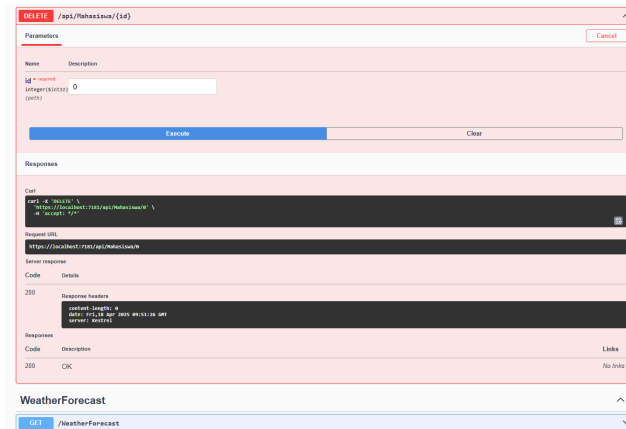 DELETE /api/Mahasiswa/{id}
Parameters
Cancel
Name Description
id * required
integer($int32)
(path)
0
Execute Clear
Responses
Curl
curl -X 'DELETE' \
'https://localhost:7181/api/Mahasiswa/0' \
-H 'accept: */*'
Request URL
https://localhost:7181/api/Mahasiswa/0
Server response
Code Details
200
Response headers
content-length: 0
date: Fri,18 Apr 2025 09:51:26 GMT
server: Kestrel
Responses
Code Description Links
200 OK No links
WeatherForecast
GET /WeatherForecast